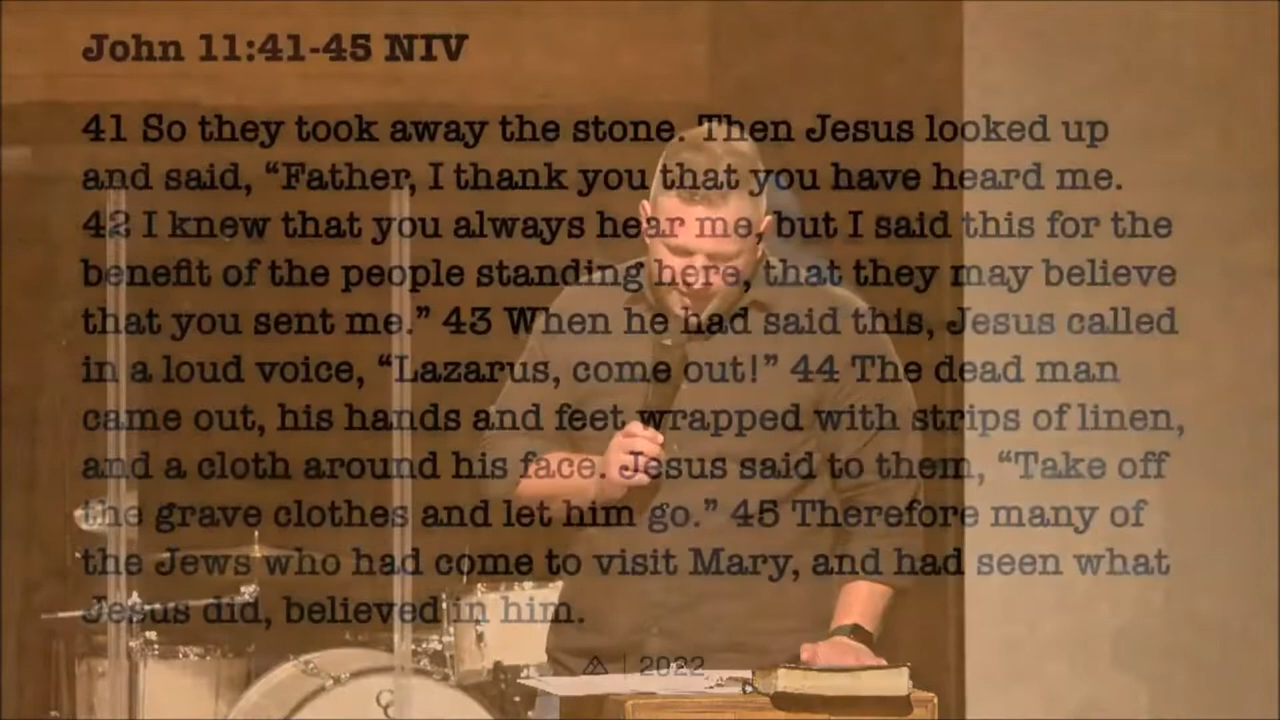 John 11:41-45 NIV
41 So they took away the stone. Then Jesus looked up
and said, “Father, I thank you that you have heard me.
42 I knew that you always hear me, but I said this for the
benefit of the people standing here, that they may believe
that you sent me.” 43 When he had said this, Jesus called
in a loud voice, “Lazarus, come out!” 44 The dead man
came out, his hands and feet wrapped with strips of linen,
and a cloth around his face. Jesus said to them, “Take off
the grave clothes and let him go.” 45 Therefore many of
the Jews who had come to visit Mary, and had seen what
Jesus did, believed in him.
| 2022